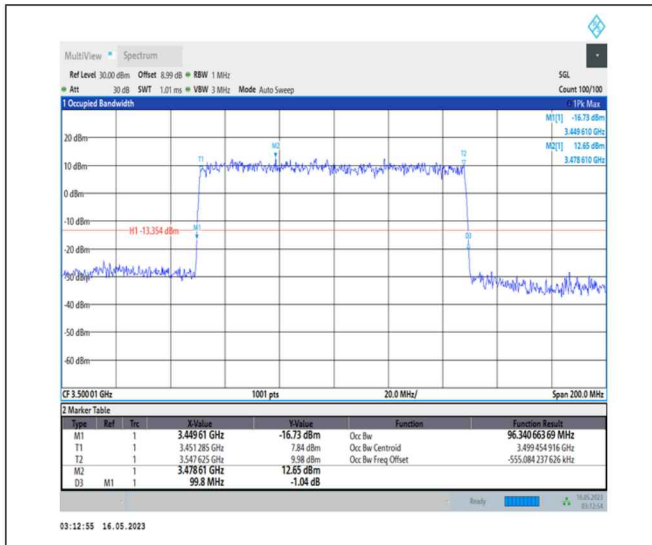 MultiView Spectrum
Ref Level 30.00 dBm Offset 8.99 dB RBW 1 MHz SGL
Att 30 dB SWT 1.01 ms VBW 3 MHz Mode Auto Sweep Count 100/100
1 Occupied Bandwidth 1Pk Max
M1[1] -16.73 dBm
3.449 610 GHz
M2[1] 12.65 dBm
3.478 610 GHz
20 dBm
M2
T1
T2
10 dBm
0 dBm
-10 dBm
M1
H1 -13.354 dBm
D3
-20 dBm
-30 dBm
-40 dBm
-50 dBm
-60 dBm
CF 3.500 01 GHz 1001 pts 20.0 MHz/ Span 200.0 MHz
2 Marker Table
Type Ref Trc X-Value Y-Value Function Function Result
M1 1 3.449 61 GHz -16.73 dBm Occ Bw 96.340 663 69 MHz
T1 1 3.451 285 GHz 7.84 dBm Occ Bw Centroid 3.499 454 916 GHz
T2 1 3.547 625 GHz 9.98 dBm Occ Bw Freq Offset -555.084 237 626 kHz
M2 1 3.478 61 GHz 12.65 dBm
D3 M1 1 99.8 MHz -1.04 dB
Ready 16.05.2023
03:12:54
03:12:55 16.05.2023